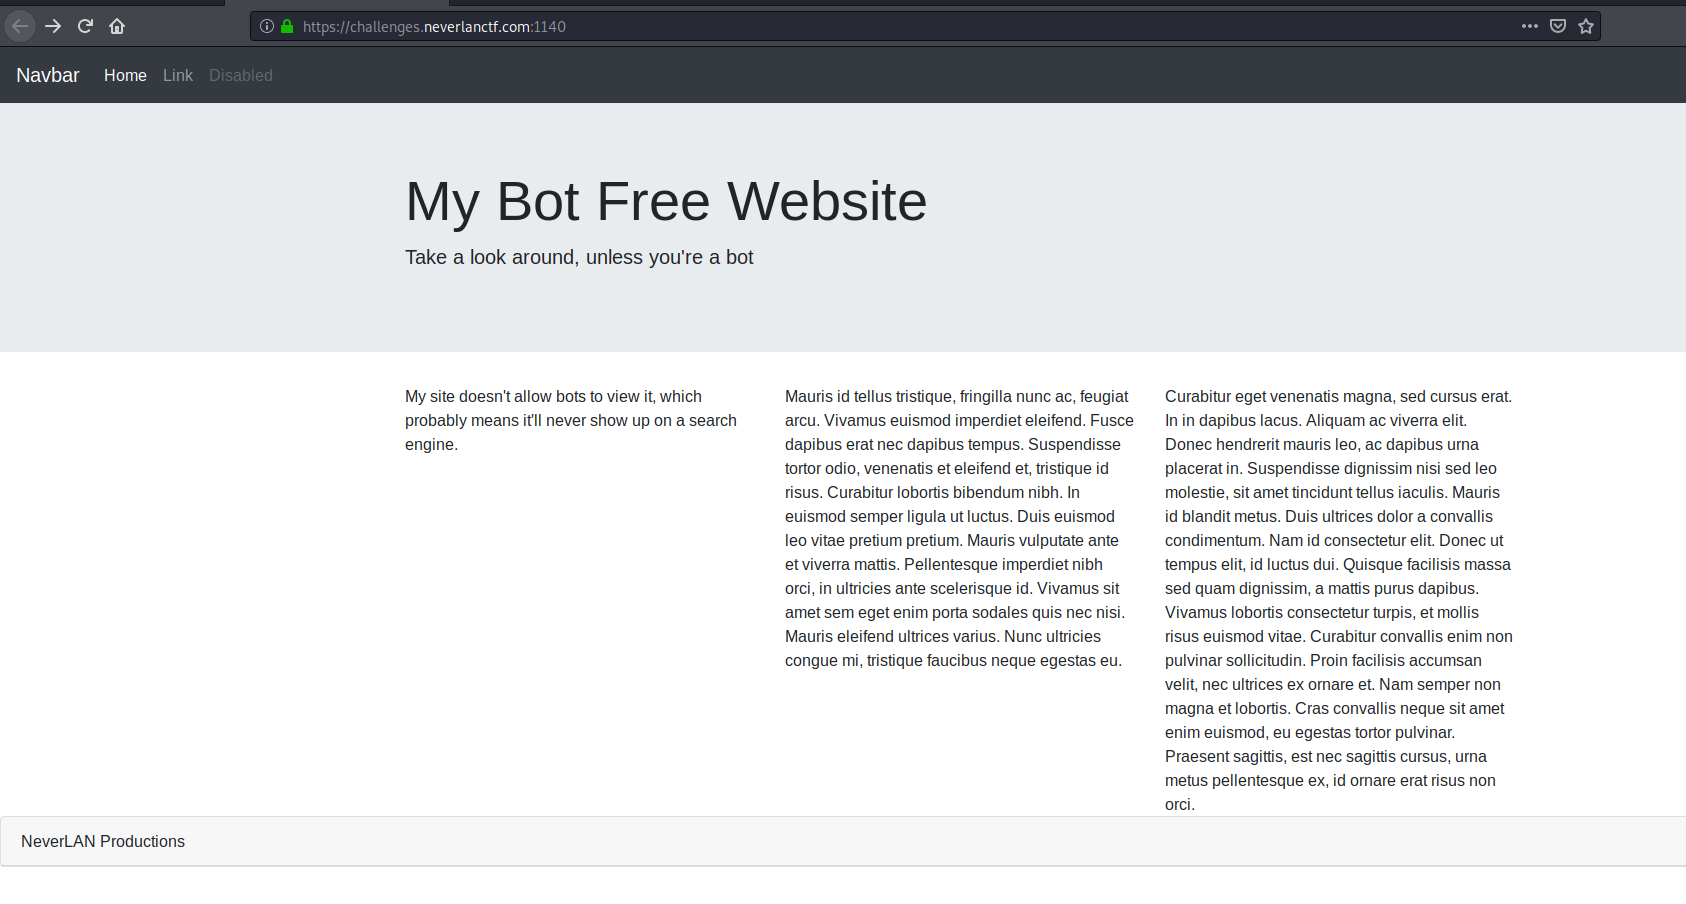 https://challenges.neverlanctf.com:1140
Navbar Home Link Disabled
My Bot Free Website
Take a look around, unless you're a bot
My site doesn't allow bots to view it, which
probably means it'll never show up on a search
engine.
Mauris id tellus tristique, fringilla nunc ac, feugiat
arcu. Vivamus euismod imperdiet eleifend. Fusce
dapibus erat nec dapibus tempus. Suspendisse
tortor odio, venenatis et eleifend et, tristique id
risus. Curabitur lobortis bibendum nibh. In
euismod semper ligula ut luctus. Duis euismod
leo vitae pretium pretium. Mauris vulputate ante
et viverra mattis. Pellentesque imperdiet nibh
orci, in ultricies ante scelerisque id. Vivamus sit
amet sem eget enim porta sodales quis nec nisi.
Mauris eleifend ultrices varius. Nunc ultricies
congue mi, tristique faucibus neque egestas eu.
Curabitur eget venenatis magna, sed cursus erat.
In in dapibus lacus. Aliquam ac viverra elit.
Donec hendrerit mauris leo, ac dapibus urna
placerat in. Suspendisse dignissim nisi sed leo
molestie, sit amet tincidunt tellus iaculis. Mauris
id blandit metus. Duis ultrices dolor a convallis
condimentum. Nam id consectetur elit. Donec ut
tempus elit, id luctus dui. Quisque facilisis massa
sed quam dignissim, a mattis purus dapibus.
Vivamus lobortis consectetur turpis, et mollis
risus euismod vitae. Curabitur convallis enim non
pulvinar sollicitudin. Proin facilisis accumsan
velit, nec ultrices ex ornare et. Nam semper non
magna et lobortis. Cras convallis neque sit amet
enim euismod, eu egestas tortor pulvinar.
Praesent sagittis, est nec sagittis cursus, urna
metus pellentesque ex, id ornare erat risus non
orci.
NeverLAN Productions